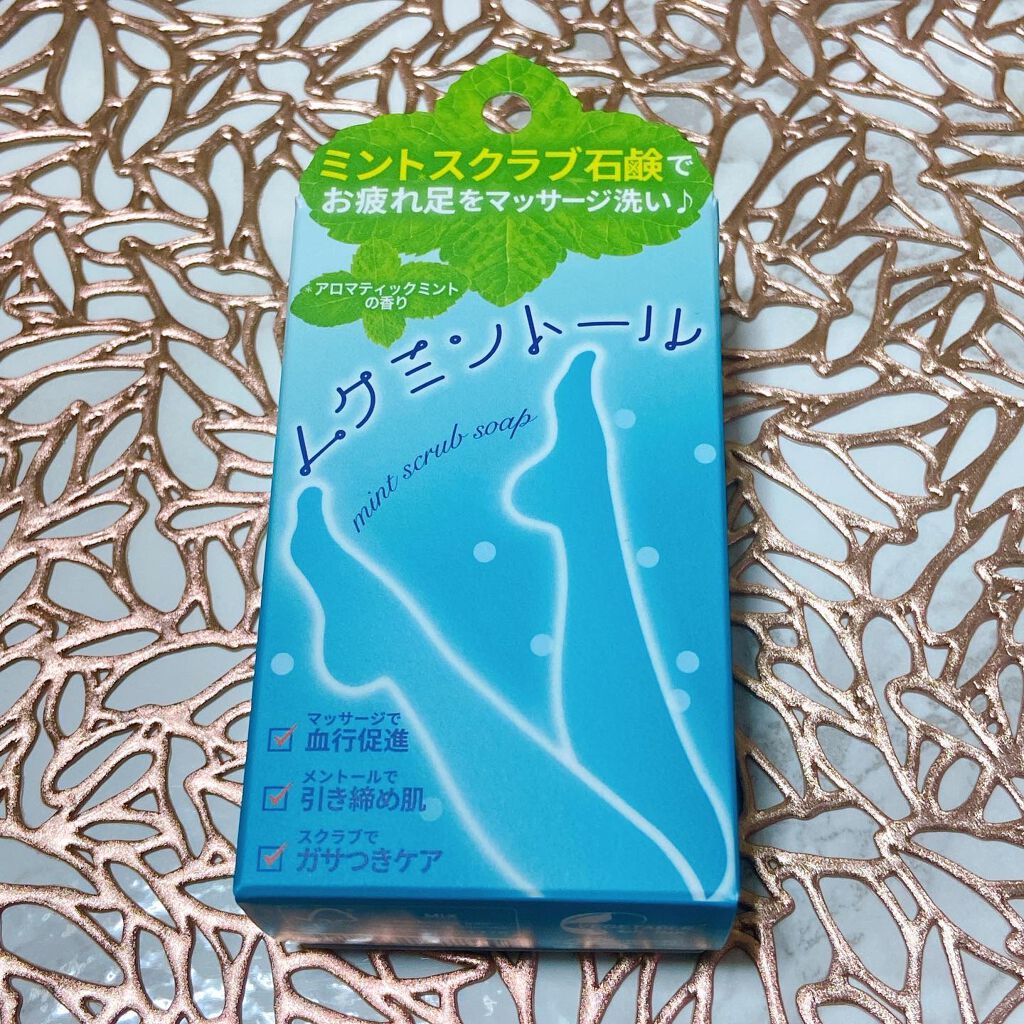 ミントスクラブ石鹸で
お疲れ足をマッサージ洗い♪
*アロマティックミント
の香り
レグミントール
mint scrub soap
マッサージで
血行促進
メントールで
引き締め肌
スクラブで
ガサつきケア